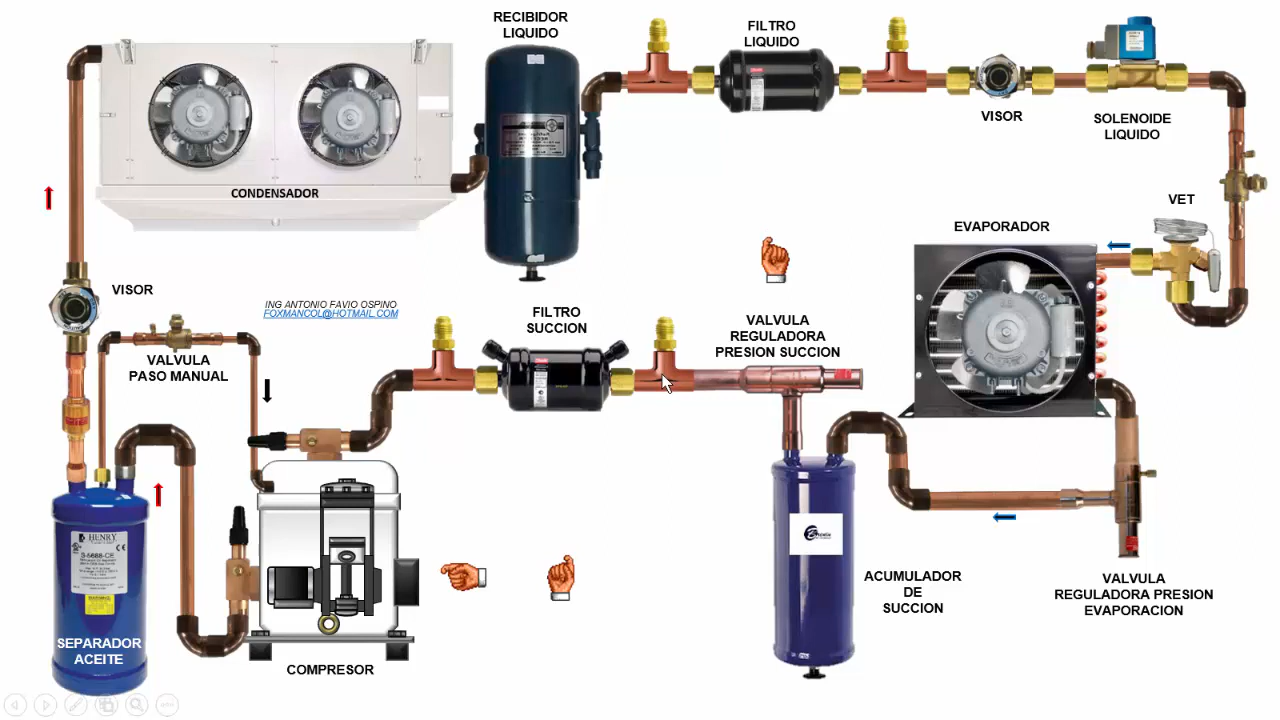 RECIBIDOR
LIQUIDO
FILTRO
LIQUIDO
VISOR
SOLENOIDE
LIQUIDO
CONDENSADOR
VET
EVAPORADOR
VISOR
ING ANTONIO FAVIO OSPINO
FOXMANCOL@HOTMAIL.COM
FILTRO
SUCCION
VALVULA
REGULADORA
PRESION SUCCION
VALVULA
PASO MANUAL
HENRY
S-5688-CE
SEPARADOR
ACEITE
COMPRESOR
ACUMULADOR
DE
SUCCION
VALVULA
REGULADORA PRESION
EVAPORACION